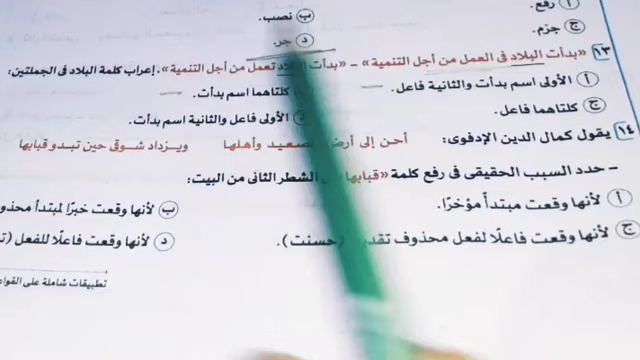 أ رفع. ب نصب.
ج جزم. د جر.
١٣ «بدأت البلاد فى العمل من أجل التنمية» – «بدأت البلاد تعمل من أجل التنمية». إعراب كلمة البلاد فى الجملتين:
أ الأولى اسم بدأت والثانية فاعل. ب كلتاهما اسم بدأت.
ج كلتاهما فاعل. د الأولى فاعل والثانية اسم بدأت.
١٤ يقول كمال الدين الإدفوى: أحن إلى أرض الصعيد وأهلها ويزداد شوقى حين تبدو قبابها
– حدد السبب الحقيقى فى رفع كلمة «قبابها» الشطر الثانى من البيت:
أ لأنها وقعت مبتدأ مؤخرًا. ب لأنها وقعت خبرًا لمبتدأ
ج لأنها وقعت فاعلًا لفعل محذوف (حسنت). د لأنها وقعت فاعلًا للفعل
تطبيقات شاملة على